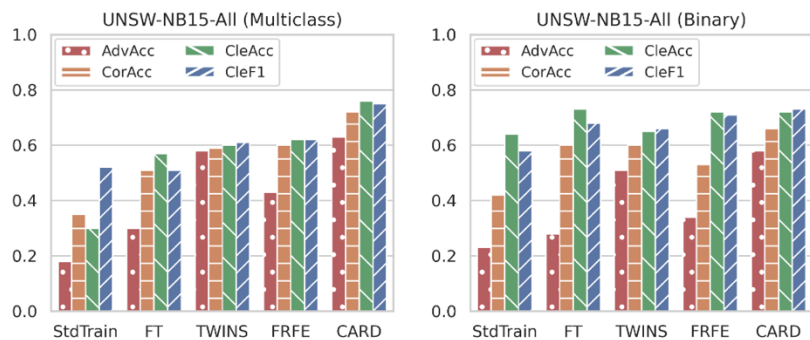 UNSW-NB15-All (Multiclass)
AdvAcc CleAcc
CorAcc CleF1
1.0
0.8
0.6
0.4
0.2
0.0
StdTrain FT TWINS FRFE CARD
UNSW-NB15-All (Binary)
AdvAcc CleAcc
CorAcc CleF1
1.0
0.8
0.6
0.4
0.2
0.0
StdTrain FT TWINS FRFE CARD